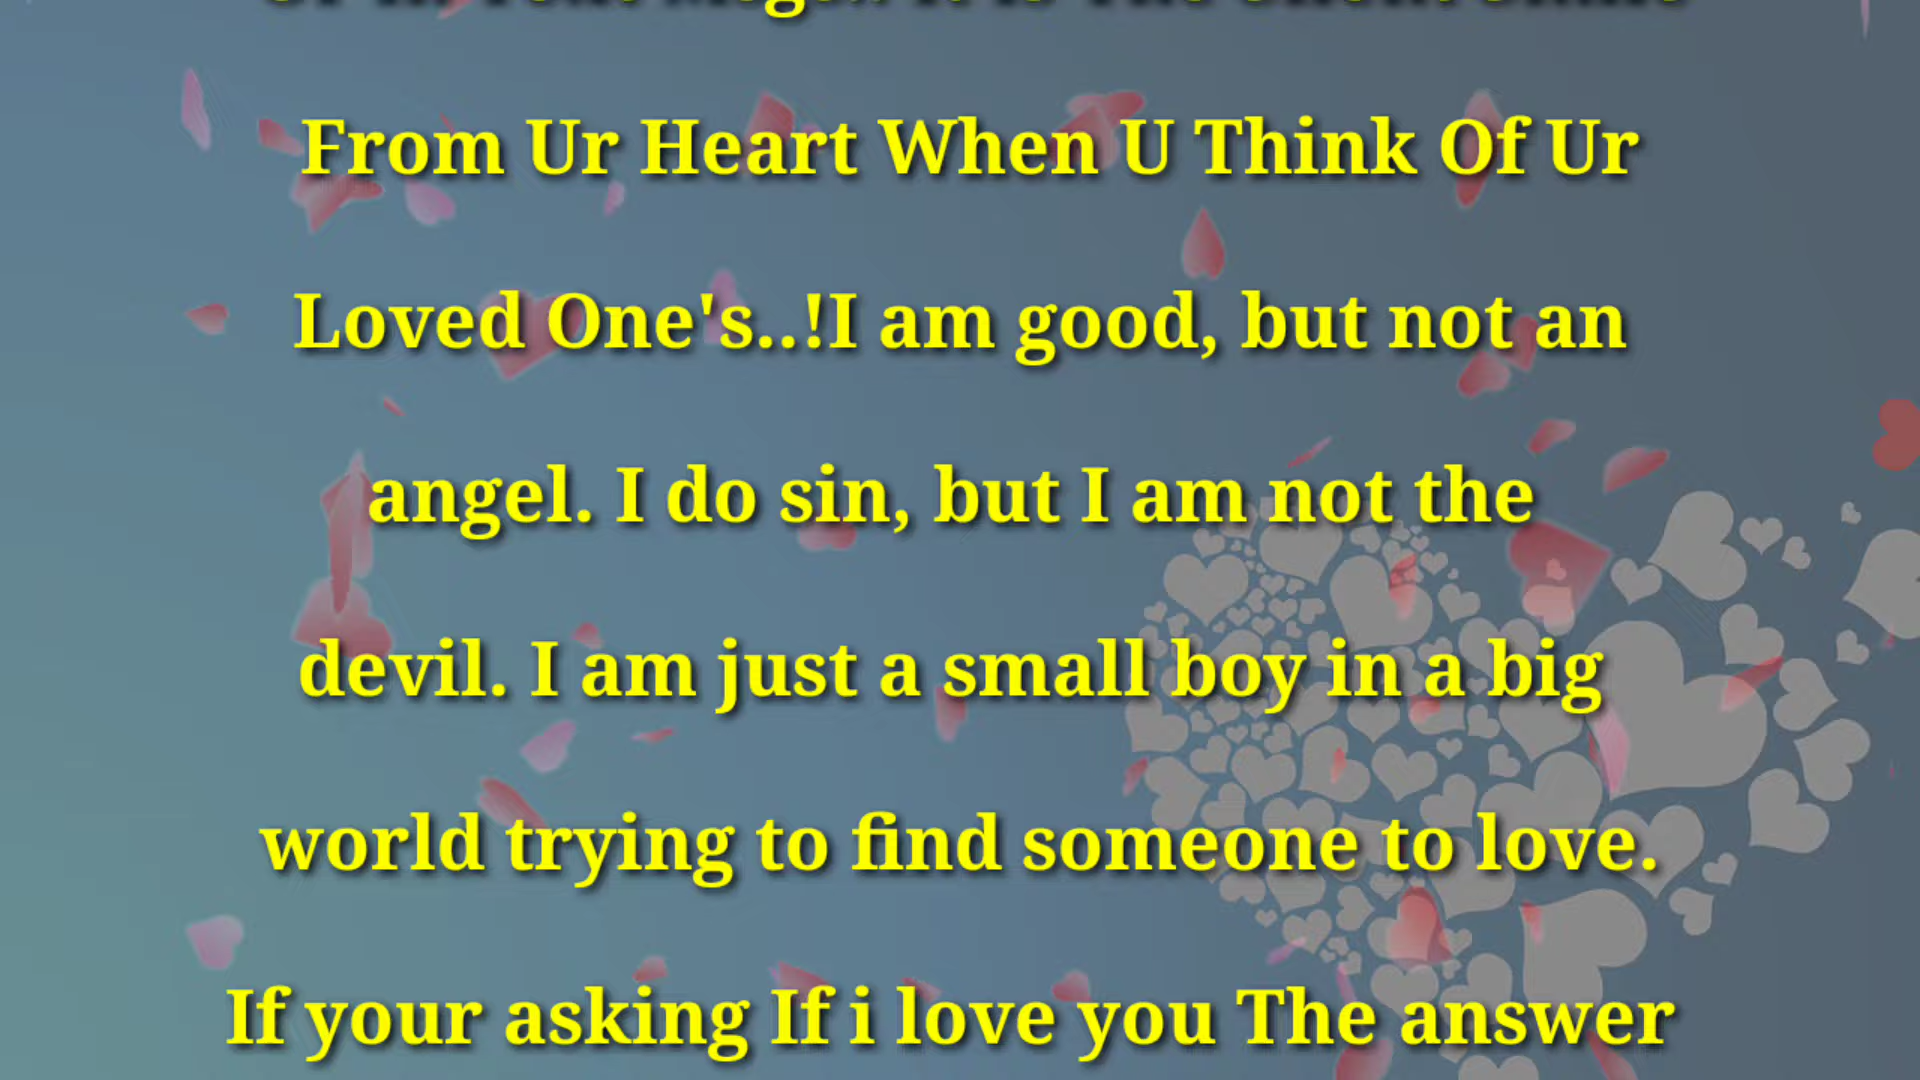 From Ur Heart When U Think Of Ur
Loved One's..!I am good, but not an
angel. I do sin, but I am not the
devil. I am just a small boy in a big
world trying to find someone to love.
If your asking If i love you The answer